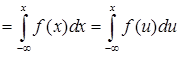 = ∫_{-∞}^{x} f(x)dx = ∫_{-∞}^{x} f(u)du